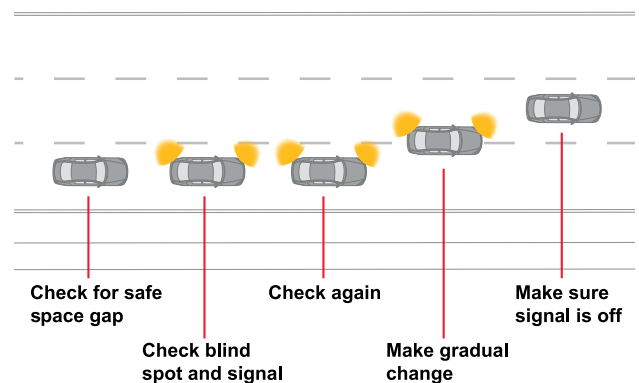 Check for safe
space gap
Check blind
spot and signal
Check again
Make gradual
change
Make sure
signal is off